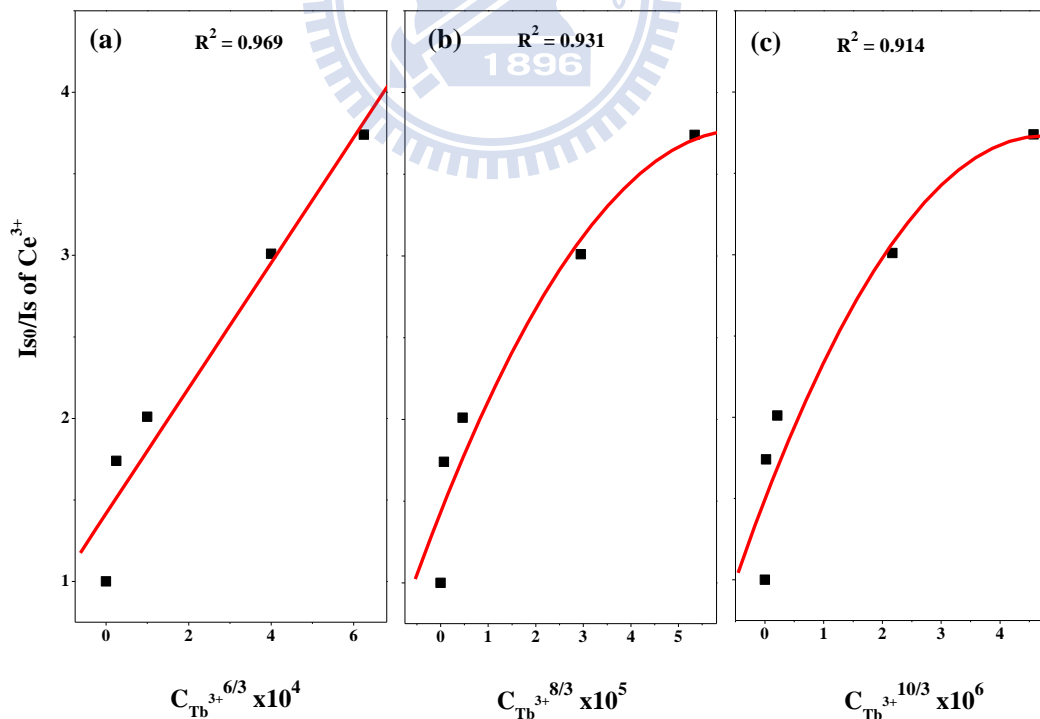 (a) R² = 0.969
(b) R² = 0.931
(c) R² = 0.914
1896
Is0/Is of Ce³⁺
4
3
2
1
0 2 4 6
0 1 2 3 4 5
0 1 2 3 4
C_Tb³⁺^6/3 x10⁴
C_Tb³⁺^8/3 x10⁵
C_Tb³⁺^10/3 x10⁶